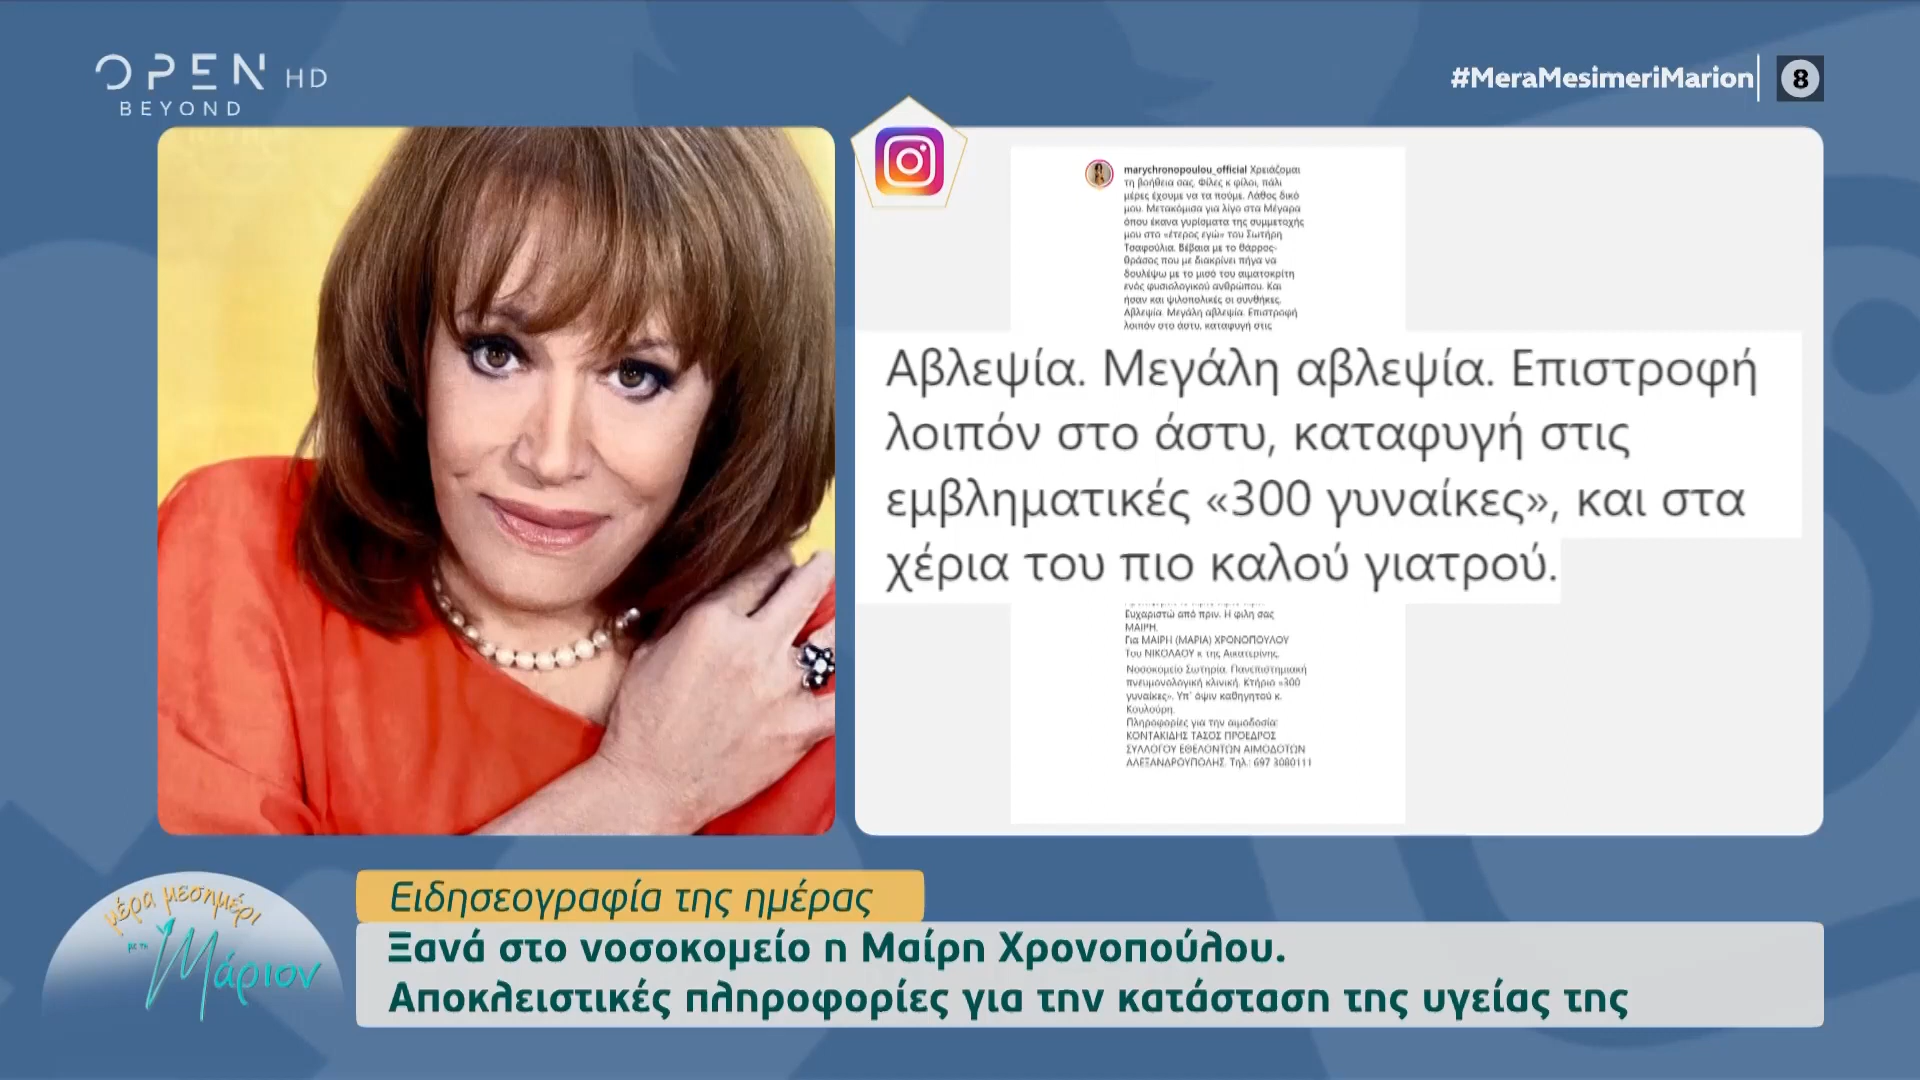 OPEN HD
BEYOND
#MeraMesimeriMarion
8
marychronopoulou_official Χρειάζομαι
τη βοήθεια σας. Φίλες κ φίλοι, πάλι
μέρες έχουμε να τα πούμε. Λάθος δικό
μου. Μετακόμισα για λίγο στα Μέγαρα
όπου έκανα γυρίσματα της συμμετοχής
μου στο «έτερος εγώ» του Σωτήρη
Τσαφούλια. Βέβαια με το θάρρος-
θράσος που με διακρίνει πήγα να
δουλέψω με το μισό του αιματοκρίτη
ενός φυσιολογικού ανθρώπου. Και
ήσαν και ψιλοπολικές οι συνθήκες.
Αβλεψία. Μεγάλη αβλεψία. Επιστροφή
λοιπόν στο άστυ, καταφυγή στις
Αβλεψία. Μεγάλη αβλεψία. Επιστροφή
λοιπόν στο άστυ, καταφυγή στις
εμβληματικές «300 γυναίκες», και στα
χέρια του πιο καλού γιατρού.
Ευχαριστώ από πριν. Η φιλη σας
ΜΑΙΡΗ.
Για ΜΑΙΡΗ (ΜΑΡΙΑ) ΧΡΟΝΟΠΟΥΛΟΥ
Του ΝΙΚΟΛΑΟΥ κ της Αικατερίνης.
Νοσοκομείο Σωτηρία. Πανεπιστημιακή
πνευμονολογική κλινική. Κτήριο «300
γυναίκες». Υπ' όψιν καθηγητού κ.
Κουλούρη.
Πληροφορίες για την αιμοδοσία:
ΚΟΝΤΑΚΙΔΗΣ ΤΑΣΟΣ ΠΡΟΕΔΡΟΣ
ΣΥΛΛΟΓΟΥ ΕΘΕΛΟΝΤΩΝ ΑΙΜΟΔΟΤΩΝ
ΑΛΕΞΑΝΔΡΟΥΠΟΛΗΣ. Τηλ.: 697 3080111
μέρα μεσημέρι
με τη
Μάριον
Ειδησεογραφία της ημέρας
Ξανά στο νοσοκομείο η Μαίρη Χρονοπούλου.
Αποκλειστικές πληροφορίες για την κατάσταση της υγείας της